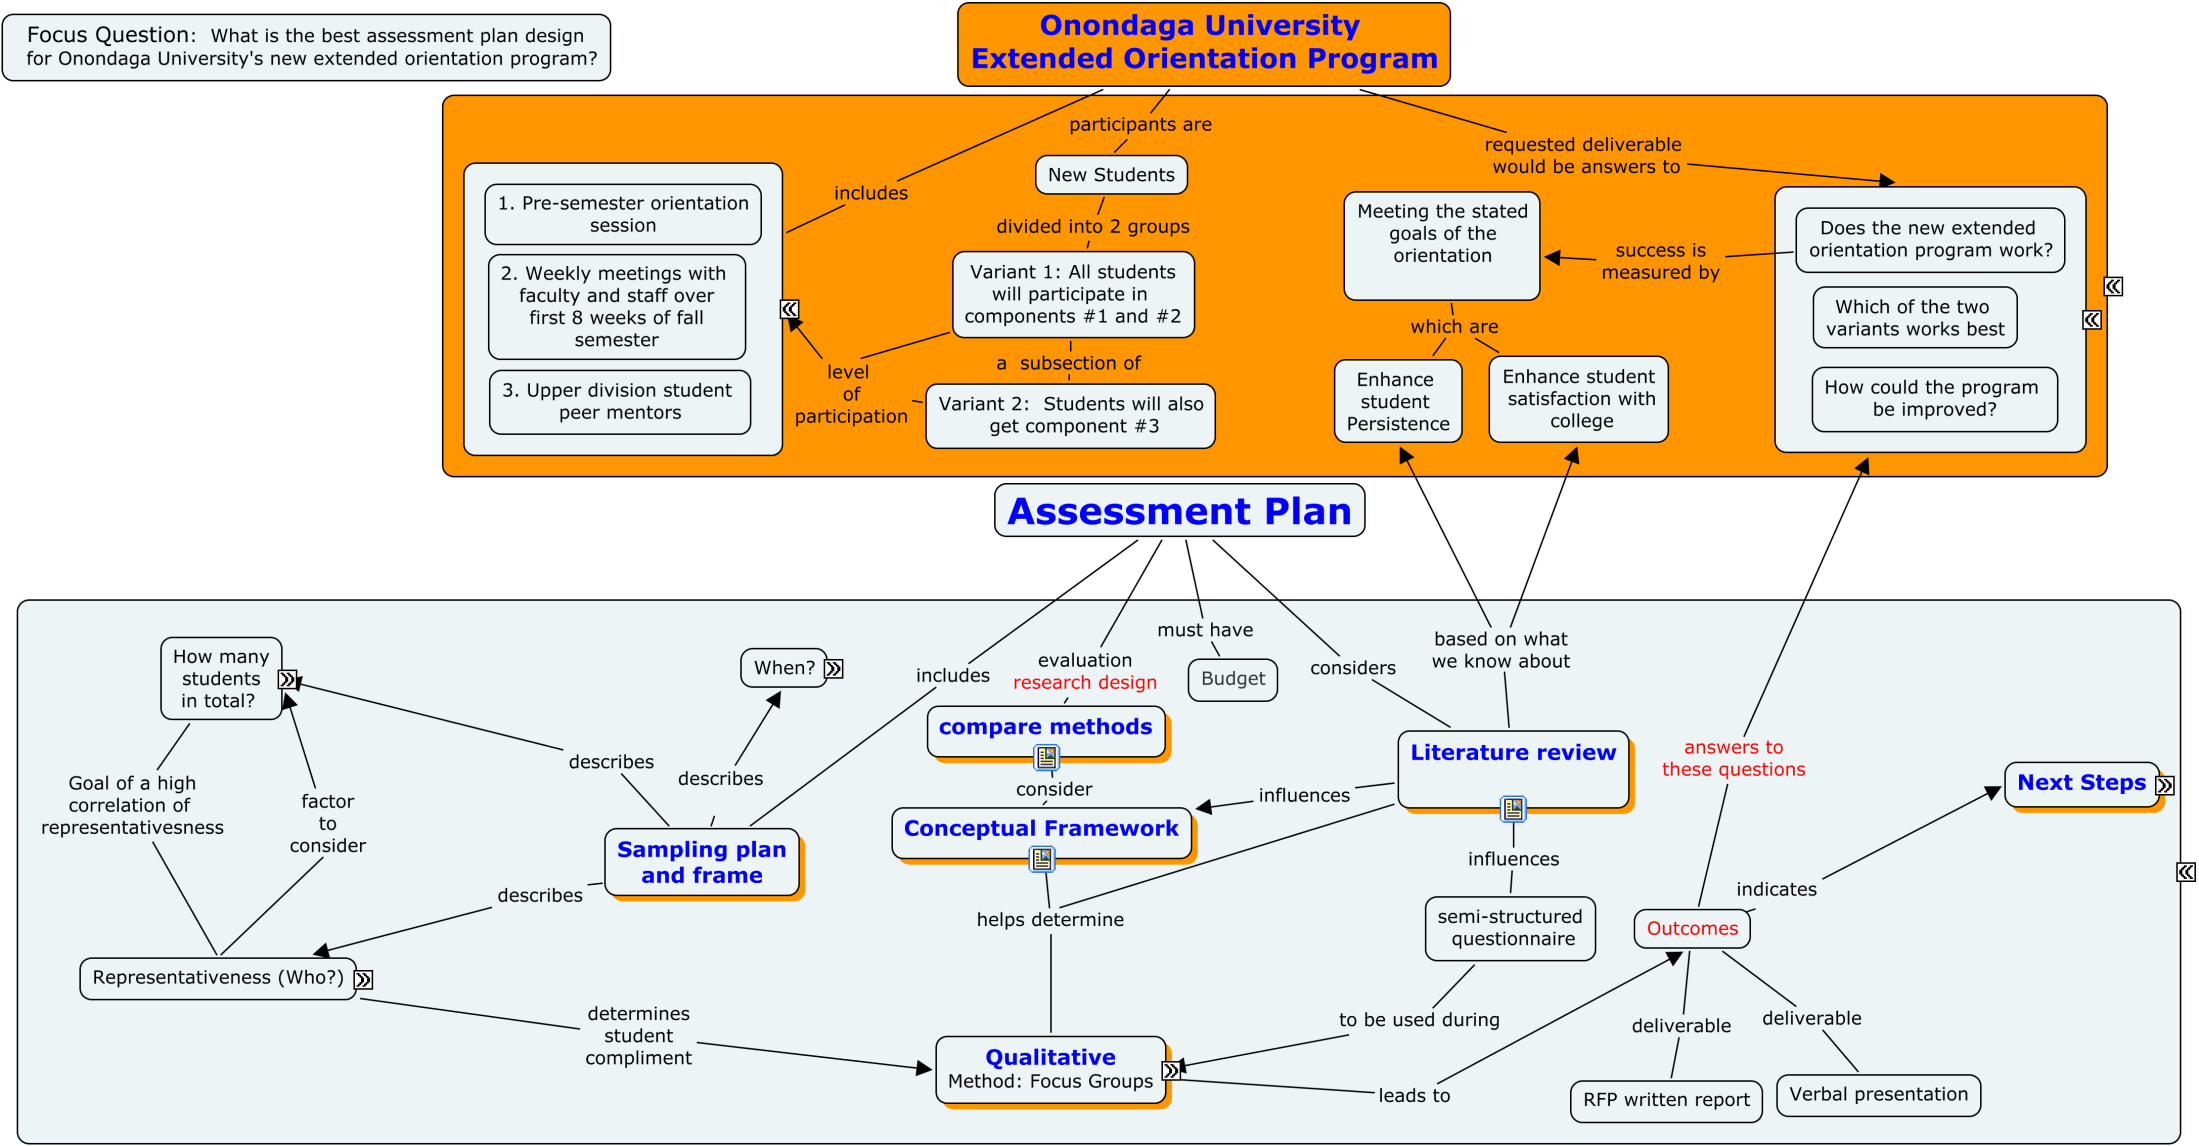 Focus Question:  What is the best assessment plan design
for Onondaga University's new extended orientation program?
Onondaga University
Extended Orientation Program
participants are
requested deliverable
would be answers to
includes
New Students
divided into 2 groups
1. Pre-semester orientation
session
2. Weekly meetings with
faculty and staff over
first 8 weeks of fall
semester
3. Upper division student
peer mentors
Variant 1: All students
will participate in
components #1 and #2
a  subsection of
level
of
participation
Variant 2:  Students will also
get component #3
Meeting the stated
goals of the
orientation
success is
measured by
which are
Enhance
student
Persistence
Enhance student
satisfaction with
college
Does the new extended
orientation program work?
Which of the two
variants works best
How could the program
be improved?
Assessment Plan
How many
students
in total?
When?
includes
evaluation
research design
must have
Budget
considers
based on what
we know about
compare methods
Literature review
answers to
these questions
Next Steps
describes
describes
Goal of a high
correlation of
representativesness
factor
to
consider
consider
influences
Conceptual Framework
Sampling plan
and frame
influences
indicates
describes
helps determine
semi-structured
questionnaire
Outcomes
Representativeness (Who?)
determines
student
compliment
to be used during
deliverable
deliverable
Qualitative
Method: Focus Groups
leads to
RFP written report
Verbal presentation